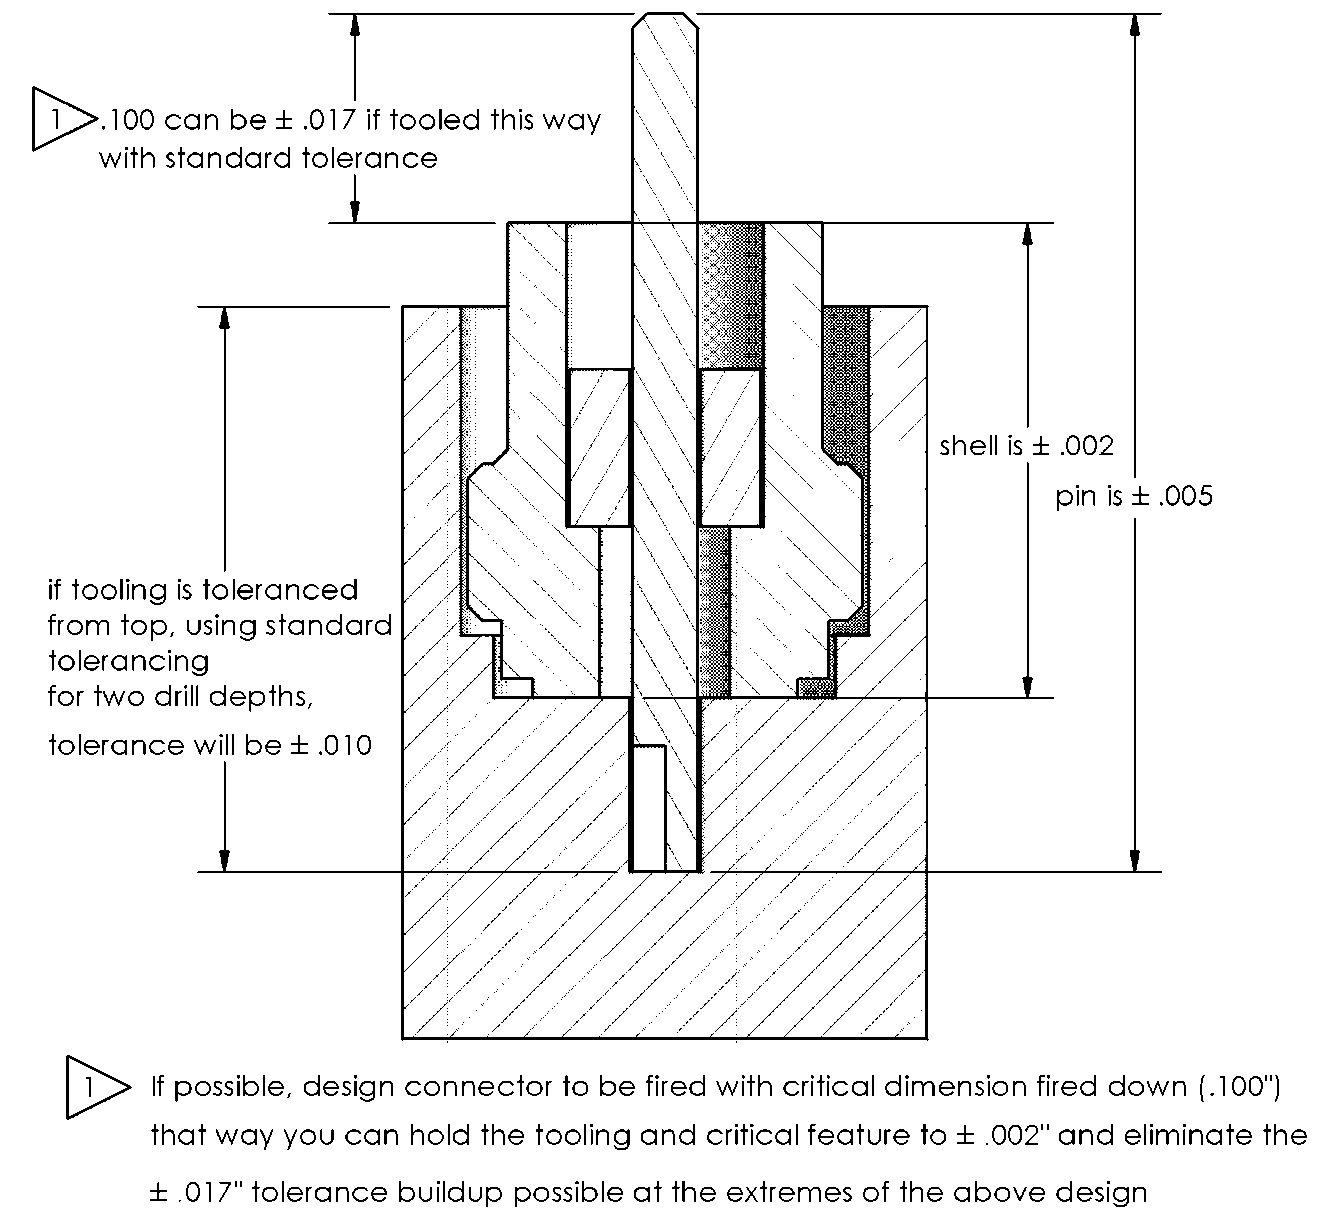 1 .100 can be ± .017 if tooled this way
with standard tolerance
shell is ± .002
pin is ± .005
if tooling is toleranced
from top, using standard
tolerancing
for two drill depths,
tolerance will be ± .010
1 If possible, design connector to be fired with critical dimension fired down (.100")
that way you can hold the tooling and critical feature to ± .002" and eliminate the
± .017" tolerance buildup possible at the extremes of the above design